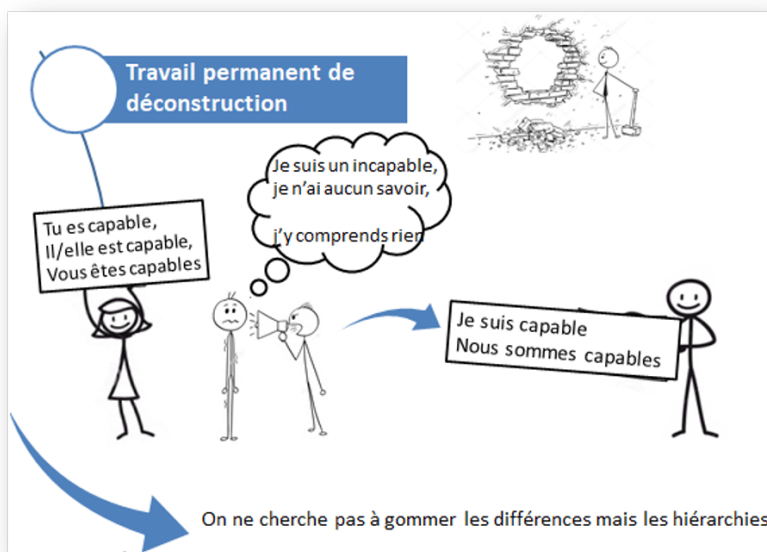 Travail permanent de
déconstruction
Je suis un incapable,
je n'ai aucun savoir,
j'y comprends rien
Tu es capable,
Il/elle est capable,
Vous êtes capables
Je suis capable
Nous sommes capables
On ne cherche pas à gommer les différences mais les hiérarchies